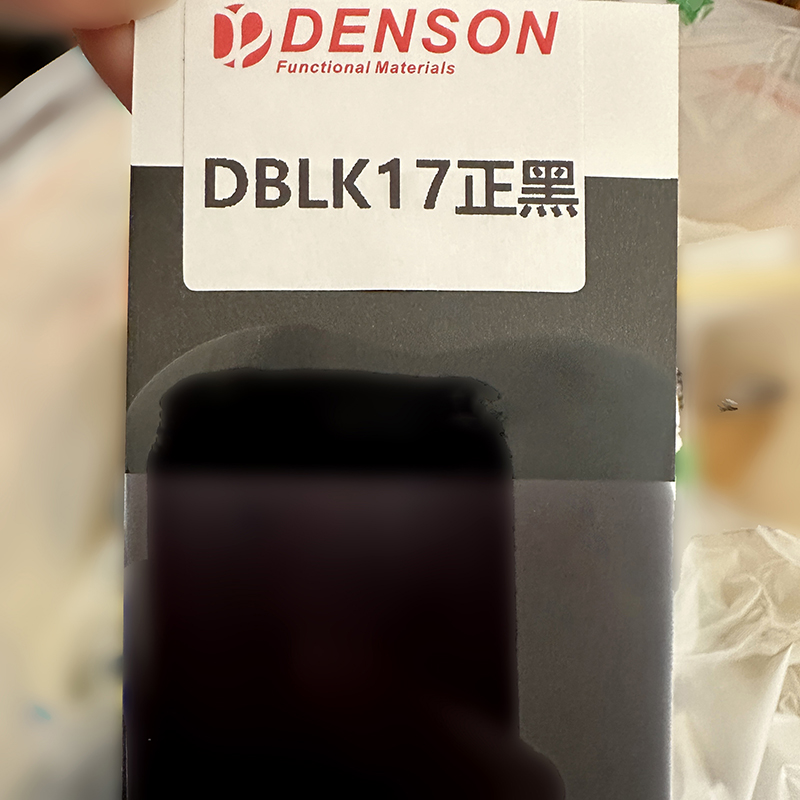 DENSON
Functional Materials
DBLK17正黑